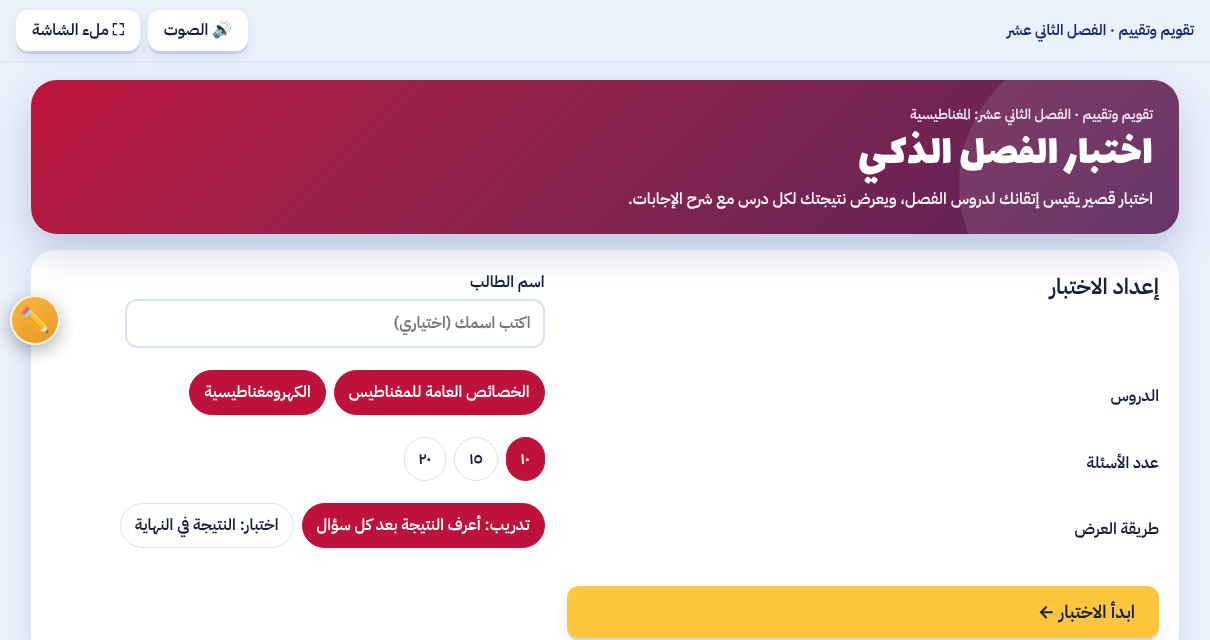 تقويم وتقييم · الفصل الثاني عشر
🔊 الصوت
⛶ ملء الشاشة
تقويم وتقييم · الفصل الثاني عشر: المغناطيسية
اختبار الفصل الذكي
اختبار قصير يقيس إتقانك لدروس الفصل، ويعرض نتيجتك لكل درس مع شرح الإجابات.
إعداد الاختبار
اسم الطالب
اكتب اسمك (اختياري)
الدروس
الخصائص العامة للمغناطيس
الكهرومغناطيسية
عدد الأسئلة
١٠
١٥
٢٠
طريقة العرض
تدريب: أعرف النتيجة بعد كل سؤال
اختبار: النتيجة في النهاية
ابدأ الاختبار ←